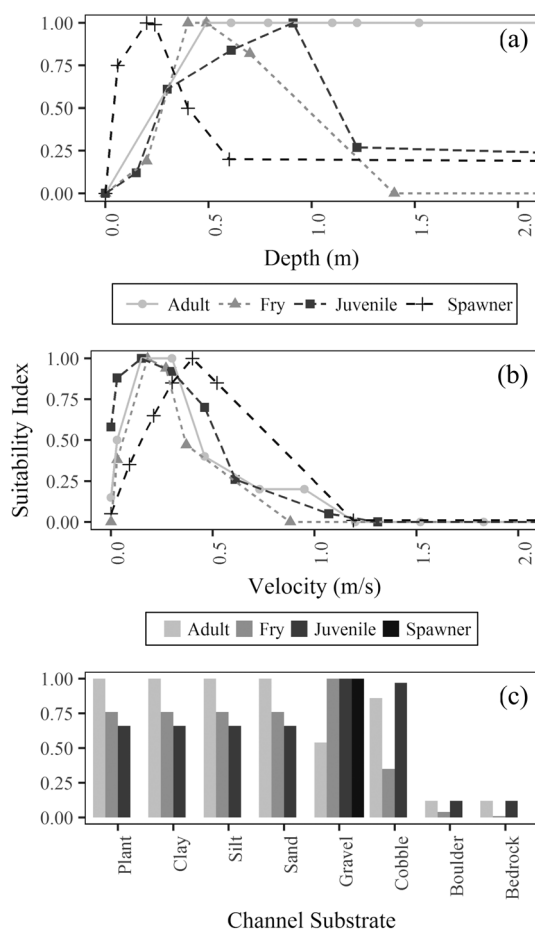 1.00
(a)
0.75
0.50
0.25
0.00
0.0
0.5
1.0
1.5
2.0
Depth (m)
Adult Fry Juvenile Spawner
Suitability Index
1.00
(b)
0.75
0.50
0.25
0.00
0.0
0.5
1.0
1.5
2.0
Velocity (m/s)
Adult Fry Juvenile Spawner
1.00
(c)
0.75
0.50
0.25
0.00
Plant
Clay
Silt
Sand
Gravel
Cobble
Boulder
Bedrock
Channel Substrate